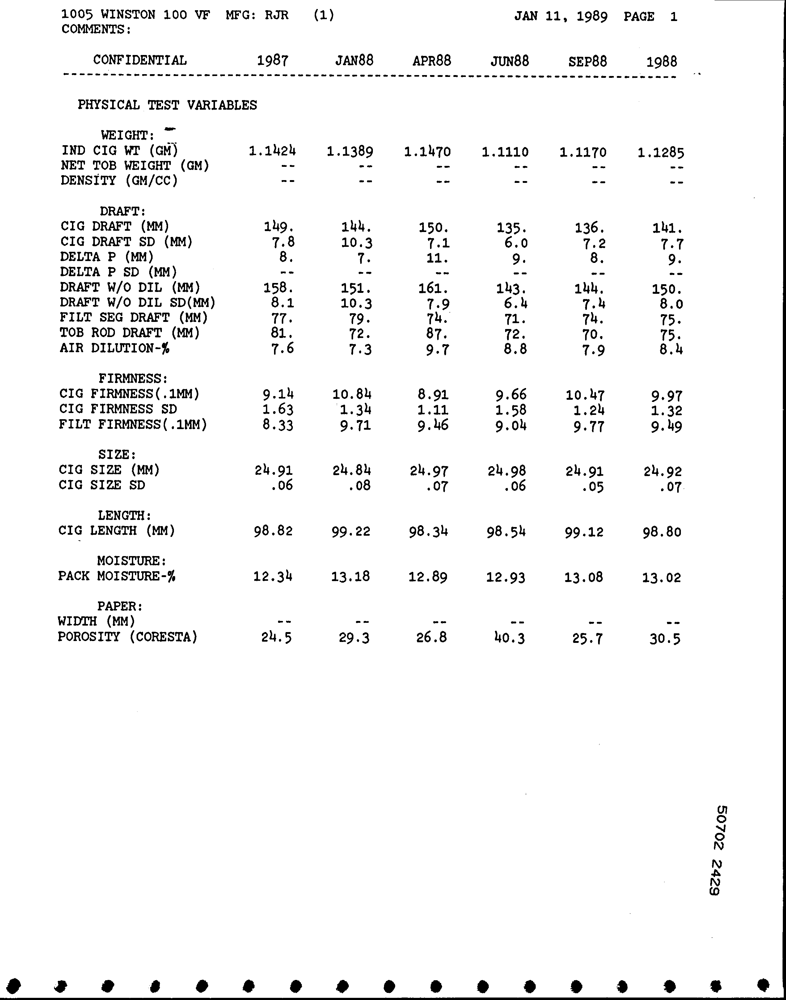 1005 WINSTON 100 VF MFG: RJR (1) JAN 11, 1989 PAGE 1
COMMENTS:
CONFIDENTIAL 1987 JAN88 APR88 JUN88 SEP88 1988
PHYSICAL TEST VARIABLES
WEIGHT:
IND CIG WT (GM) 1.1424 1.1389 1.1470 1.1110 1.1170 1.1285
NET TOB WEIGHT (GM) -- -- -- -- -- --
DENSITY (GM/CC) -- -- -- -- -- --
DRAFT:
CIG DRAFT (MM) 149. 144. 150. 135. 136. 141.
CIG DRAFT SD (MM) 7.8 10.3 7.1 6.0 7.2 7.7
DELTA P (MM) 8. 7. 11. 9. 8. 9.
DELTA P SD (MM) -- -- -- -- -- --
DRAFT W/O DIL (MM) 158. 151. 161. 143. 144. 150.
DRAFT W/O DIL SD(MM) 8.1 10.3 7.9 6.4 7.4 8.0
FILT SEG DRAFT (MM) 77. 79. 74. 71. 74. 75.
TOB ROD DRAFT (MM) 81. 72. 87. 72. 70. 75.
AIR DILUTION-% 7.6 7.3 9.7 8.8 7.9 8.4
FIRMNESS:
CIG FIRMNESS(.1MM) 9.14 10.84 8.91 9.66 10.47 9.97
CIG FIRMNESS SD 1.63 1.34 1.11 1.58 1.24 1.32
FILT FIRMNESS(.1MM) 8.33 9.71 9.46 9.04 9.77 9.49
SIZE:
CIG SIZE (MM) 24.91 24.84 24.97 24.98 24.91 24.92
CIG SIZE SD .06 .08 .07 .06 .05 .07
LENGTH:
CIG LENGTH (MM) 98.82 99.22 98.34 98.54 99.12 98.80
MOISTURE:
PACK MOISTURE-% 12.34 13.18 12.89 12.93 13.08 13.02
PAPER:
WIDTH (MM) -- -- -- -- -- --
POROSITY (CORESTA) 24.5 29.3 26.8 40.3 25.7 30.5
50702 2429